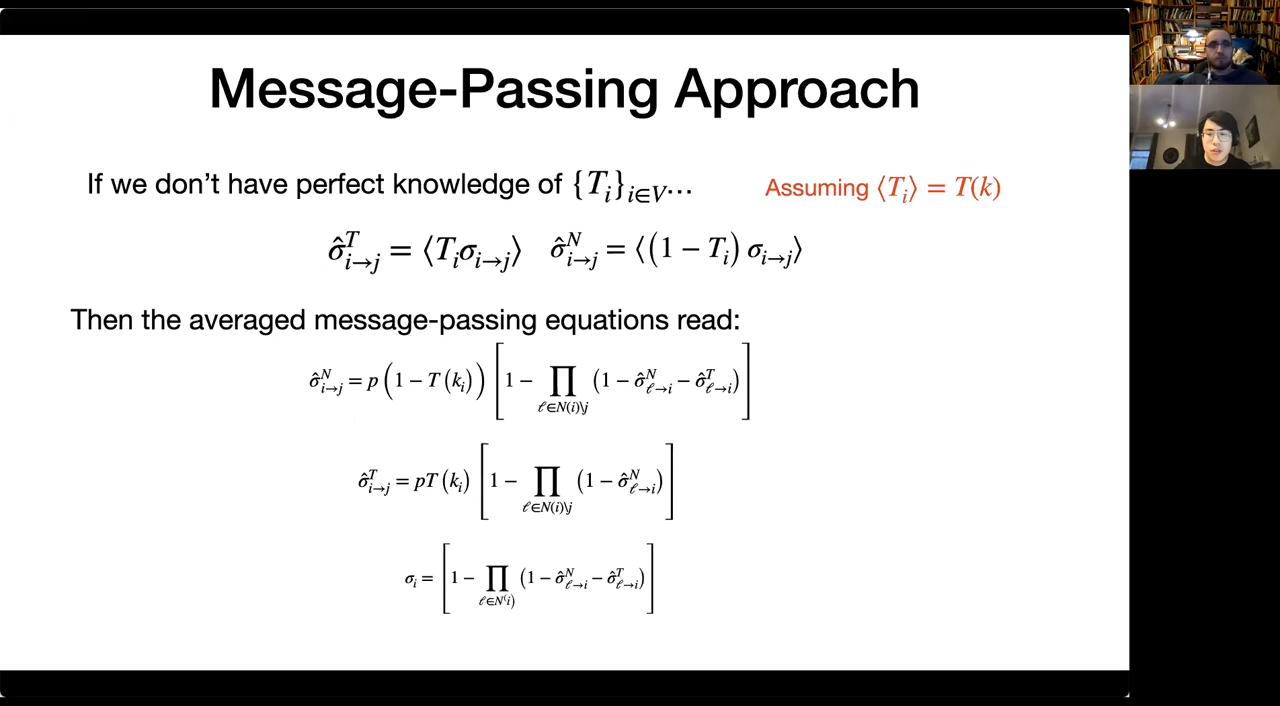 Message-Passing Approach
If we don't have perfect knowledge of {T_i}_{i∈V}... Assuming ⟨T_i⟩ = T(k)
σ̂^T_{i→j} = ⟨T_i σ_{i→j}⟩ σ̂^N_{i→j} = ⟨(1 − T_i) σ_{i→j}⟩
Then the averaged message-passing equations read:
σ̂^N_{i→j} = p (1 − T (k_i)) [1 − ∏_{ℓ∈N(i)\j} (1 − σ̂^N_{ℓ→i} − σ̂^T_{ℓ→i})]
σ̂^T_{i→j} = pT (k_i) [1 − ∏_{ℓ∈N(i)\j} (1 − σ̂^N_{ℓ→i})]
σ_i = [1 − ∏_{ℓ∈N(i)} (1 − σ̂^N_{ℓ→i} − σ̂^T_{ℓ→i})]